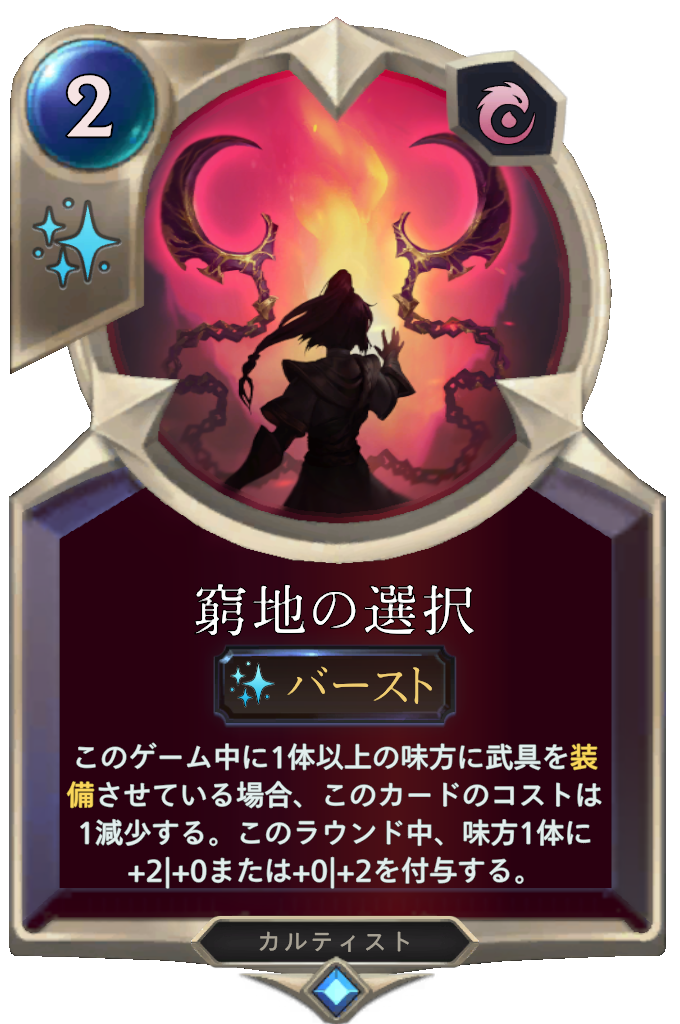 2
窮地の選択
バースト
このゲーム中に1体以上の味方に武具を装
備させている場合、このカードのコストは
1減少する。このラウンド中、味方1体に
+2|+0または+0|+2を付与する。
カルティスト